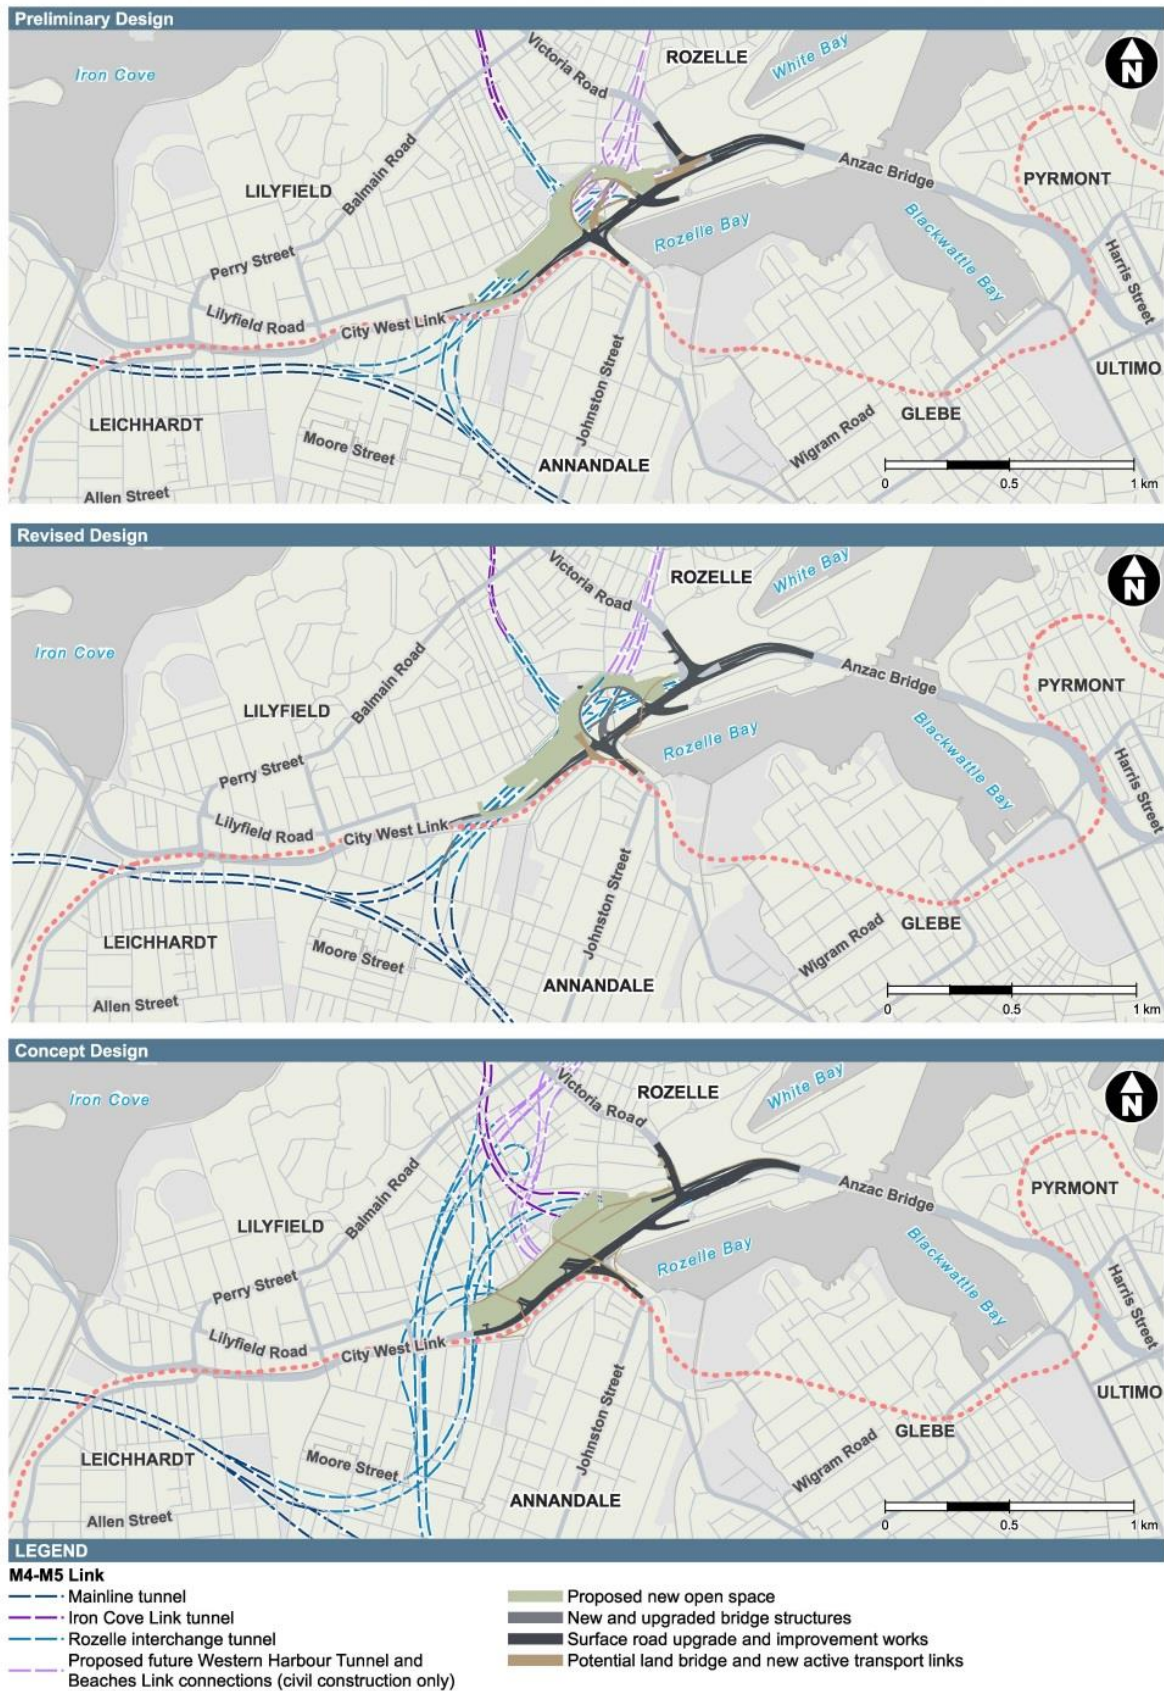 Preliminary Design
Iron Cove
Victoria Road
ROZELLE
White Bay
N
LILYFIELD
Balmain Road
Anzac Bridge
PYRMONT
Rozelle Bay
Blackwattle Bay
Harris Street
Perry Street
Lilyfield Road
City West Link
Johnston Street
ULTIMO
LEICHHARDT
Moore Street
Wigram Road
GLEBE
ANNANDALE
Allen Street
0 0.5 1 km
Revised Design
Iron Cove
Victoria Road
ROZELLE
White Bay
N
LILYFIELD
Balmain Road
Anzac Bridge
PYRMONT
Rozelle Bay
Blackwattle Bay
Harris Street
Perry Street
Lilyfield Road
City West Link
Johnston Street
LEICHHARDT
Moore Street
Wigram Road
GLEBE
ANNANDALE
Allen Street
0 0.5 1 km
Concept Design
Iron Cove
Victoria Road
ROZELLE
White Bay
N
LILYFIELD
Balmain Road
Anzac Bridge
PYRMONT
Rozelle Bay
Blackwattle Bay
Harris Street
Perry Street
Lilyfield Road
City West Link
Johnston Street
ULTIMO
LEICHHARDT
Moore Street
Wigram Road
GLEBE
ANNANDALE
Allen Street
0 0.5 1 km
LEGEND
M4-M5 Link
Mainline tunnel
Iron Cove Link tunnel
Rozelle interchange tunnel
Proposed future Western Harbour Tunnel and
Beaches Link connections (civil construction only)
Proposed new open space
New and upgraded bridge structures
Surface road upgrade and improvement works
Potential land bridge and new active transport links